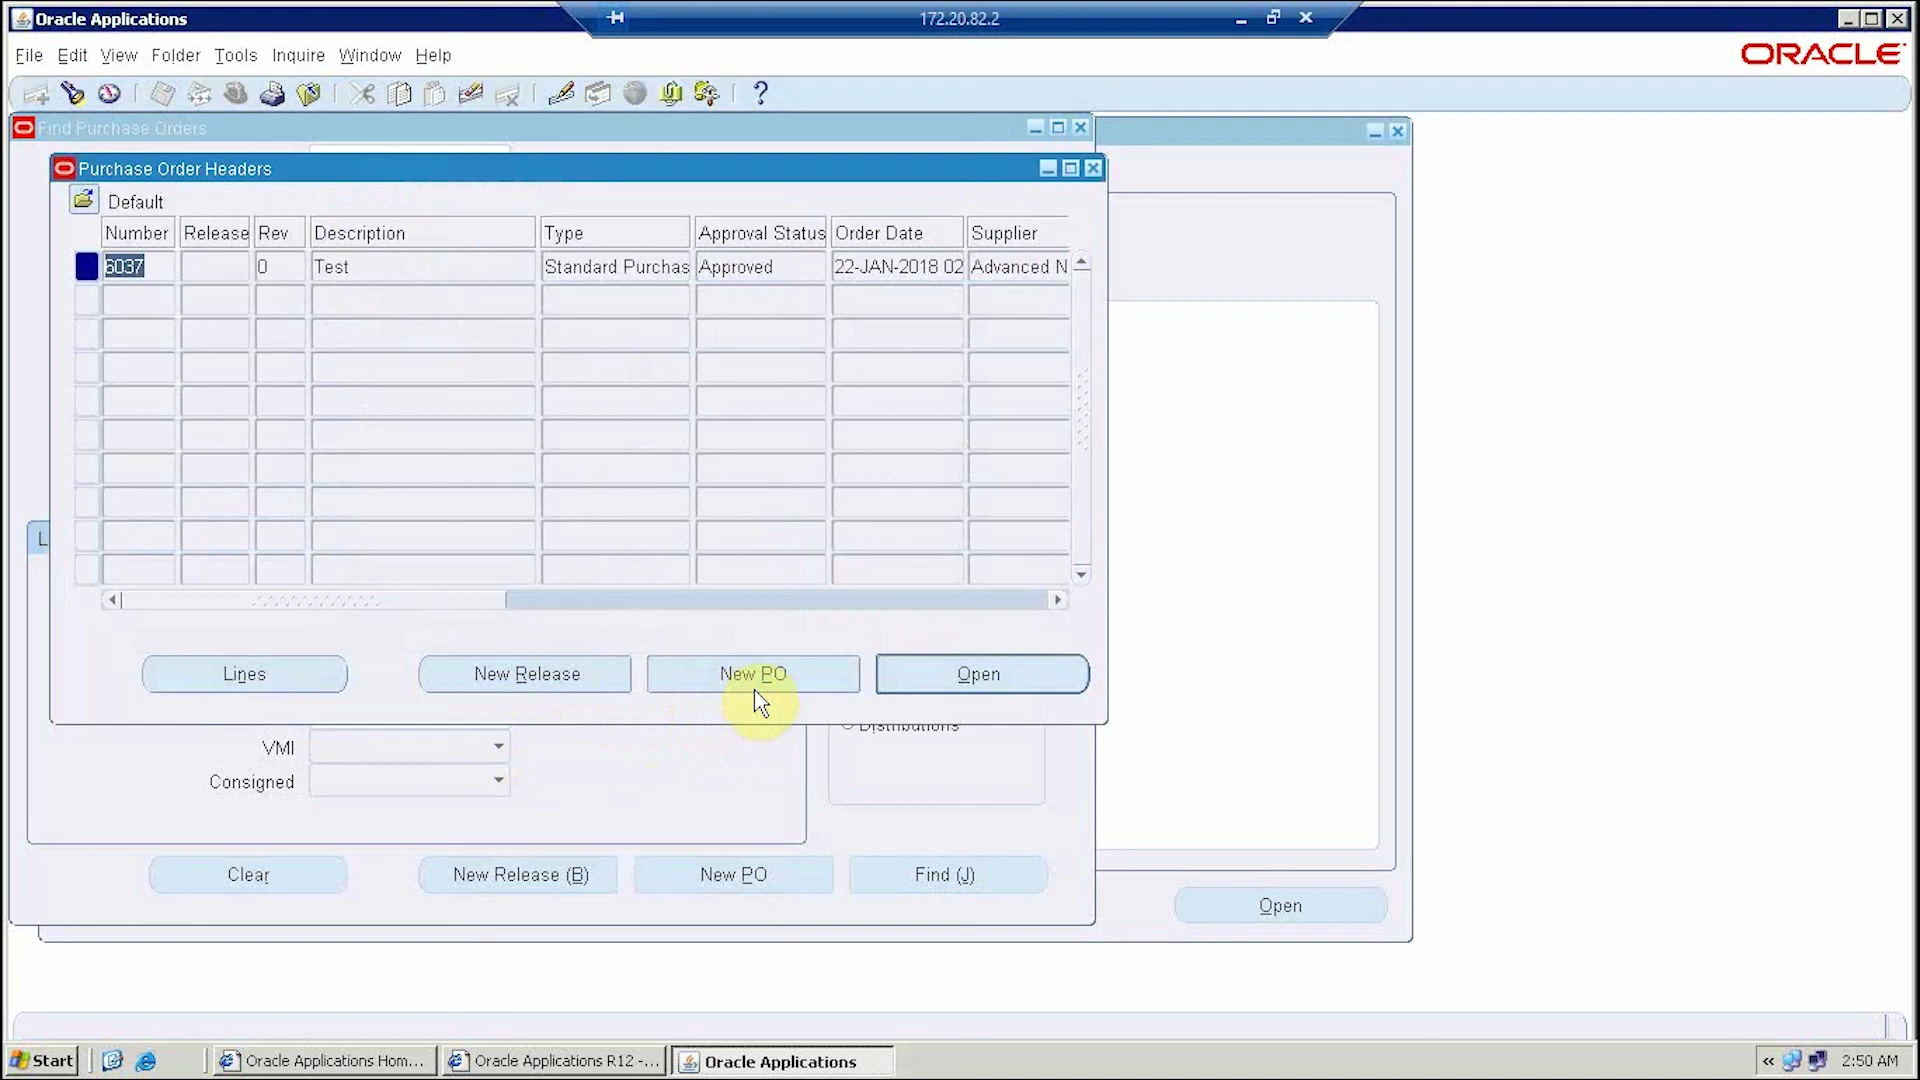 Oracle Applications
172.20.82.2
File Edit View Folder Tools Inquire Window Help
ORACLE
Find Purchase Orders
Purchase Order Headers
Default
Number Release Rev Description Type Approval Status Order Date Supplier
6037 0 Test Standard Purchas Approved 22-JAN-2018 02 Advanced N
L
Lines New Release New PO Open
Distributions
VMI
Consigned
Clear New Release (B) New PO Find (J)
Open
Start Oracle Applications Hom... Oracle Applications R12 -... Oracle Applications « 2:50 AM